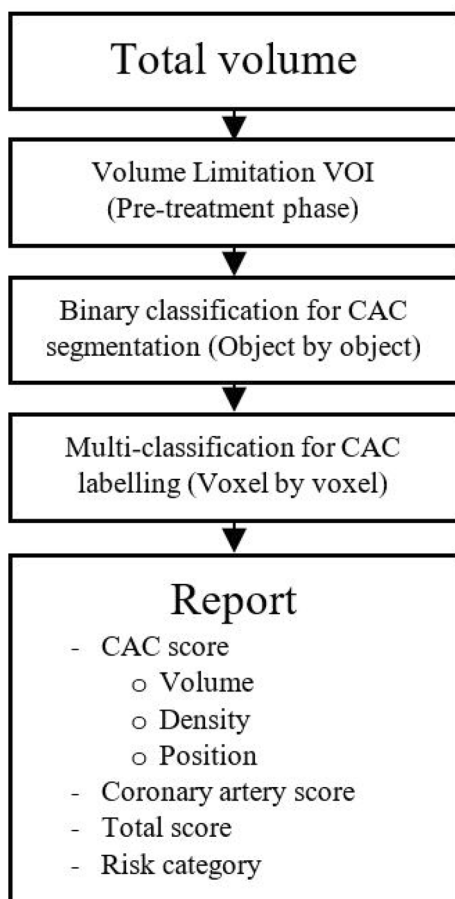 Total volume
Volume Limitation VOI
(Pre-treatment phase)
Binary classification for CAC
segmentation (Object by object)
Multi-classification for CAC
labelling (Voxel by voxel)
Report
- CAC score
o Volume
o Density
o Position
- Coronary artery score
- Total score
- Risk category